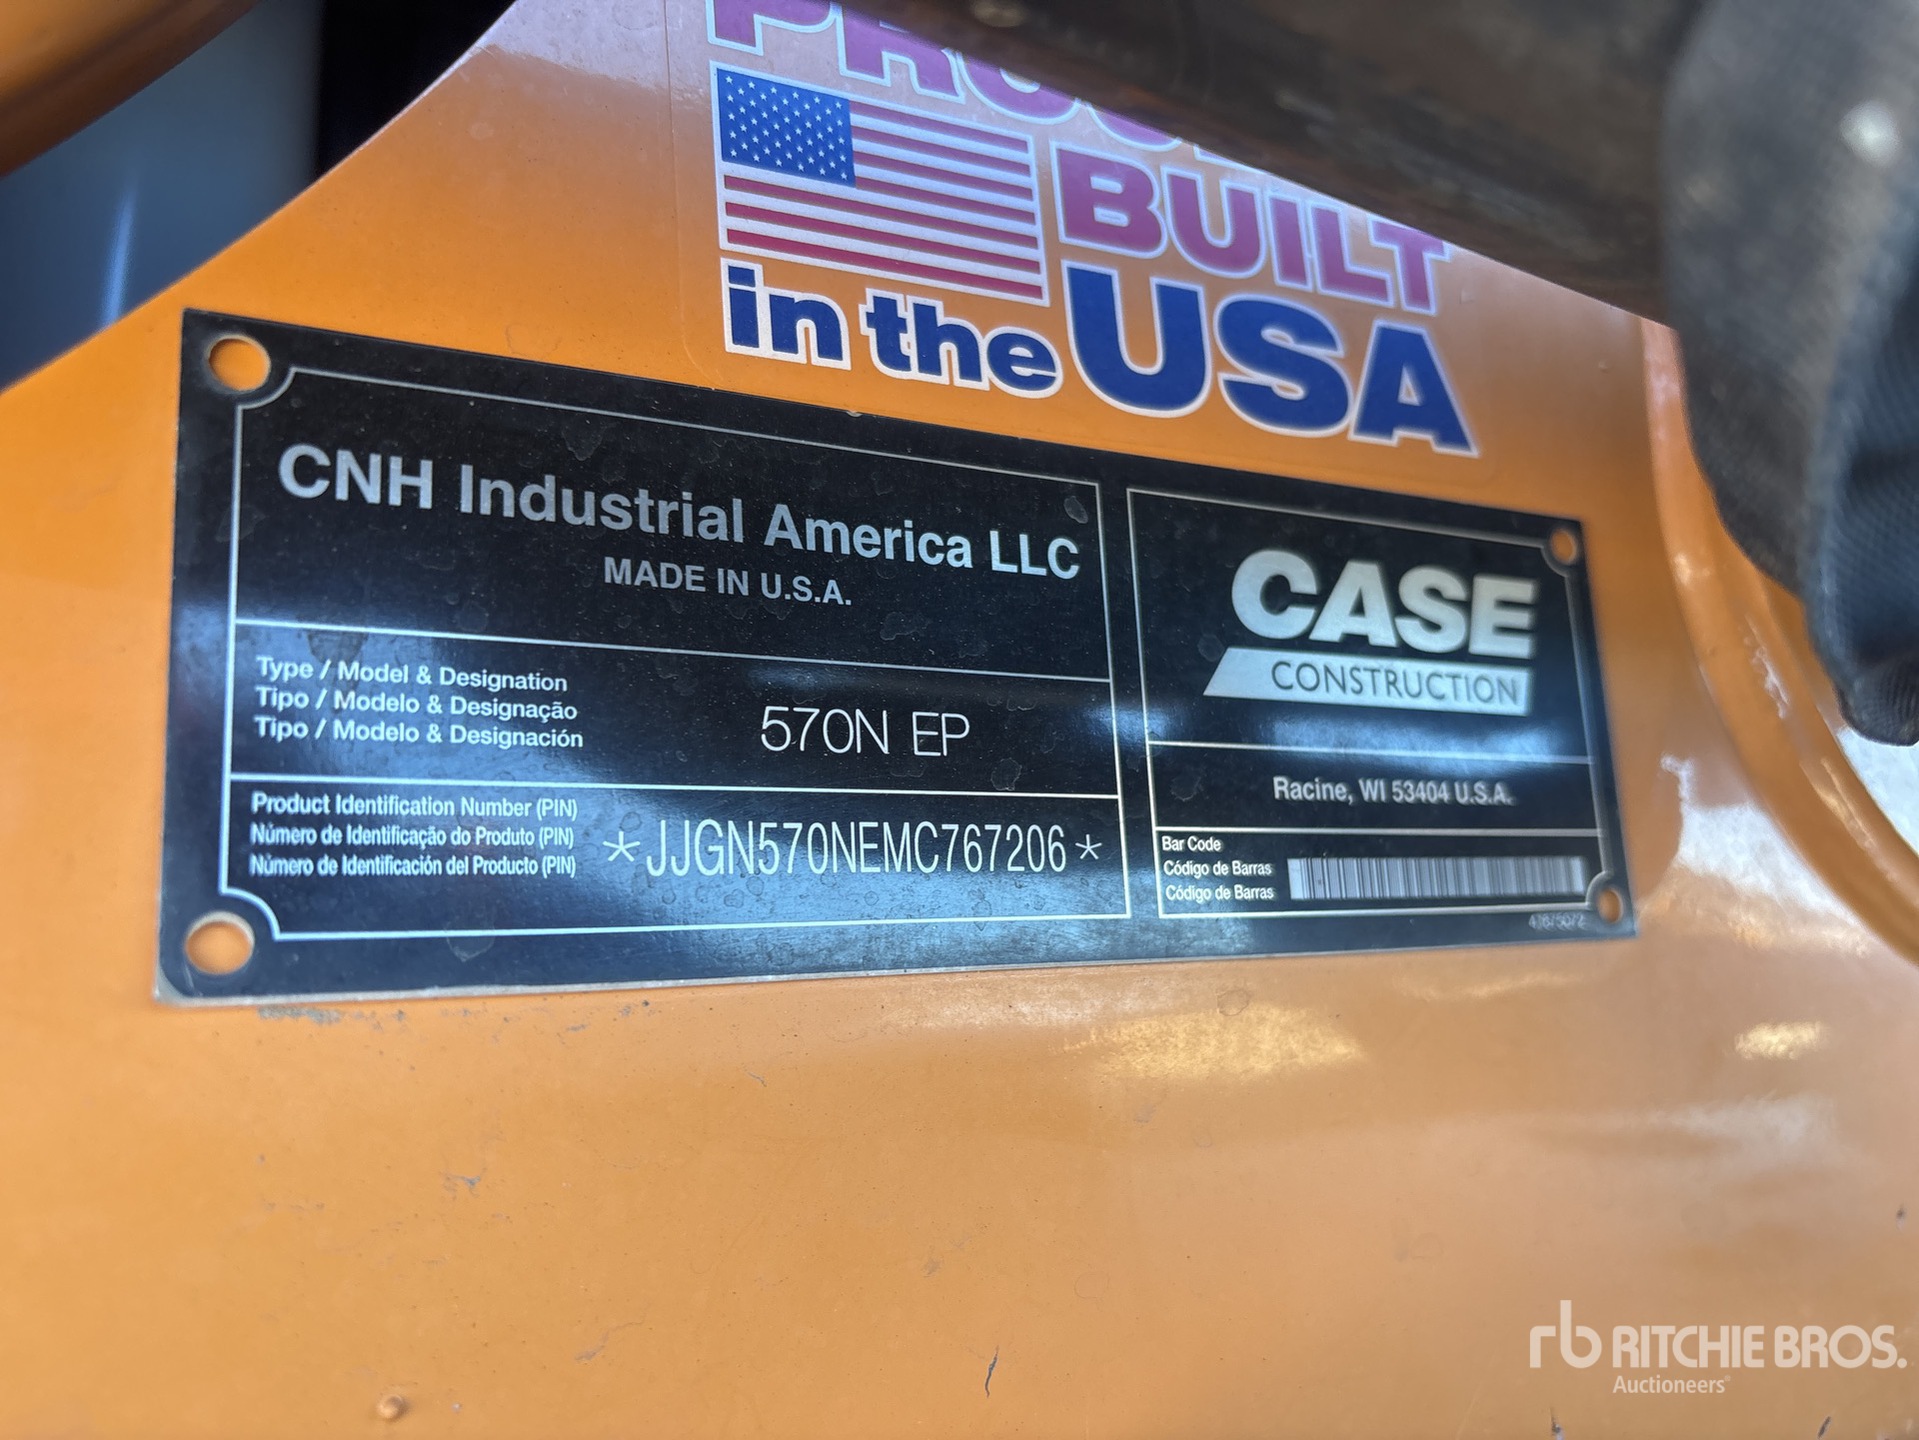 PROUDLY
BUILT
in the USA
CNH Industrial America LLC
MADE IN U.S.A.
Type / Model & Designation
Tipo / Modelo & Designação
Tipo / Modelo & Designación
570N EP
Product Identification Number (PIN)
Número de Identificação do Produto (PIN)
Número de Identificación del Producto (PIN)
*JJGN570NEMC767206*
CASE
CONSTRUCTION
Racine, WI 53404 U.S.A.
Bar Code
Código de Barras
Código de Barras
rb RITCHIE BROS.
Auctioneers